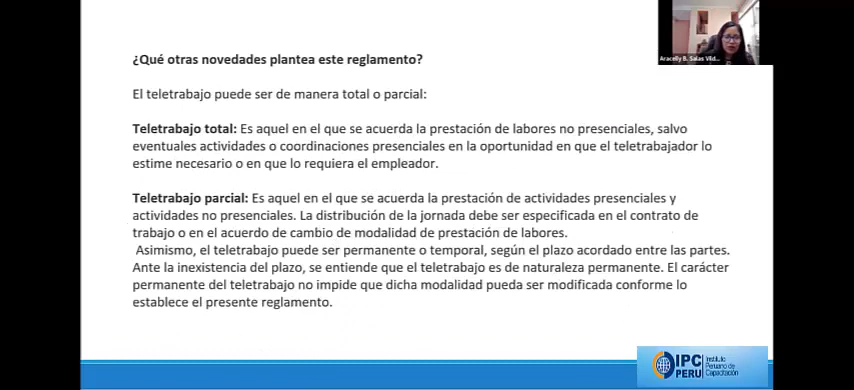 Aracelly B. Salas Vild...
¿Qué otras novedades plantea este reglamento?
El teletrabajo puede ser de manera total o parcial:
Teletrabajo total: Es aquel en el que se acuerda la prestación de labores no presenciales, salvo
eventuales actividades o coordinaciones presenciales en la oportunidad en que el teletrabajador lo
estime necesario o en que lo requiera el empleador.
Teletrabajo parcial: Es aquel en el que se acuerda la prestación de actividades presenciales y
actividades no presenciales. La distribución de la jornada debe ser especificada en el contrato de
trabajo o en el acuerdo de cambio de modalidad de prestación de labores.
Asimismo, el teletrabajo puede ser permanente o temporal, según el plazo acordado entre las partes.
Ante la inexistencia del plazo, se entiende que el teletrabajo es de naturaleza permanente. El carácter
permanente del teletrabajo no impide que dicha modalidad pueda ser modificada conforme lo
establece el presente reglamento.
IPC
PERU
Instituto
Peruano de
Capacitación